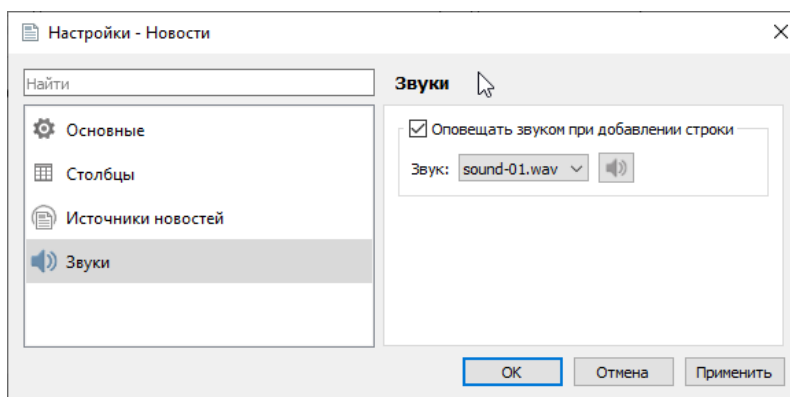 Настройки - Новости
Найти
Основные
Столбцы
Источники новостей
Звуки
Звуки
Оповещать звуком при добавлении строки
Звук: sound-01.wav
ОК Отмена Применить